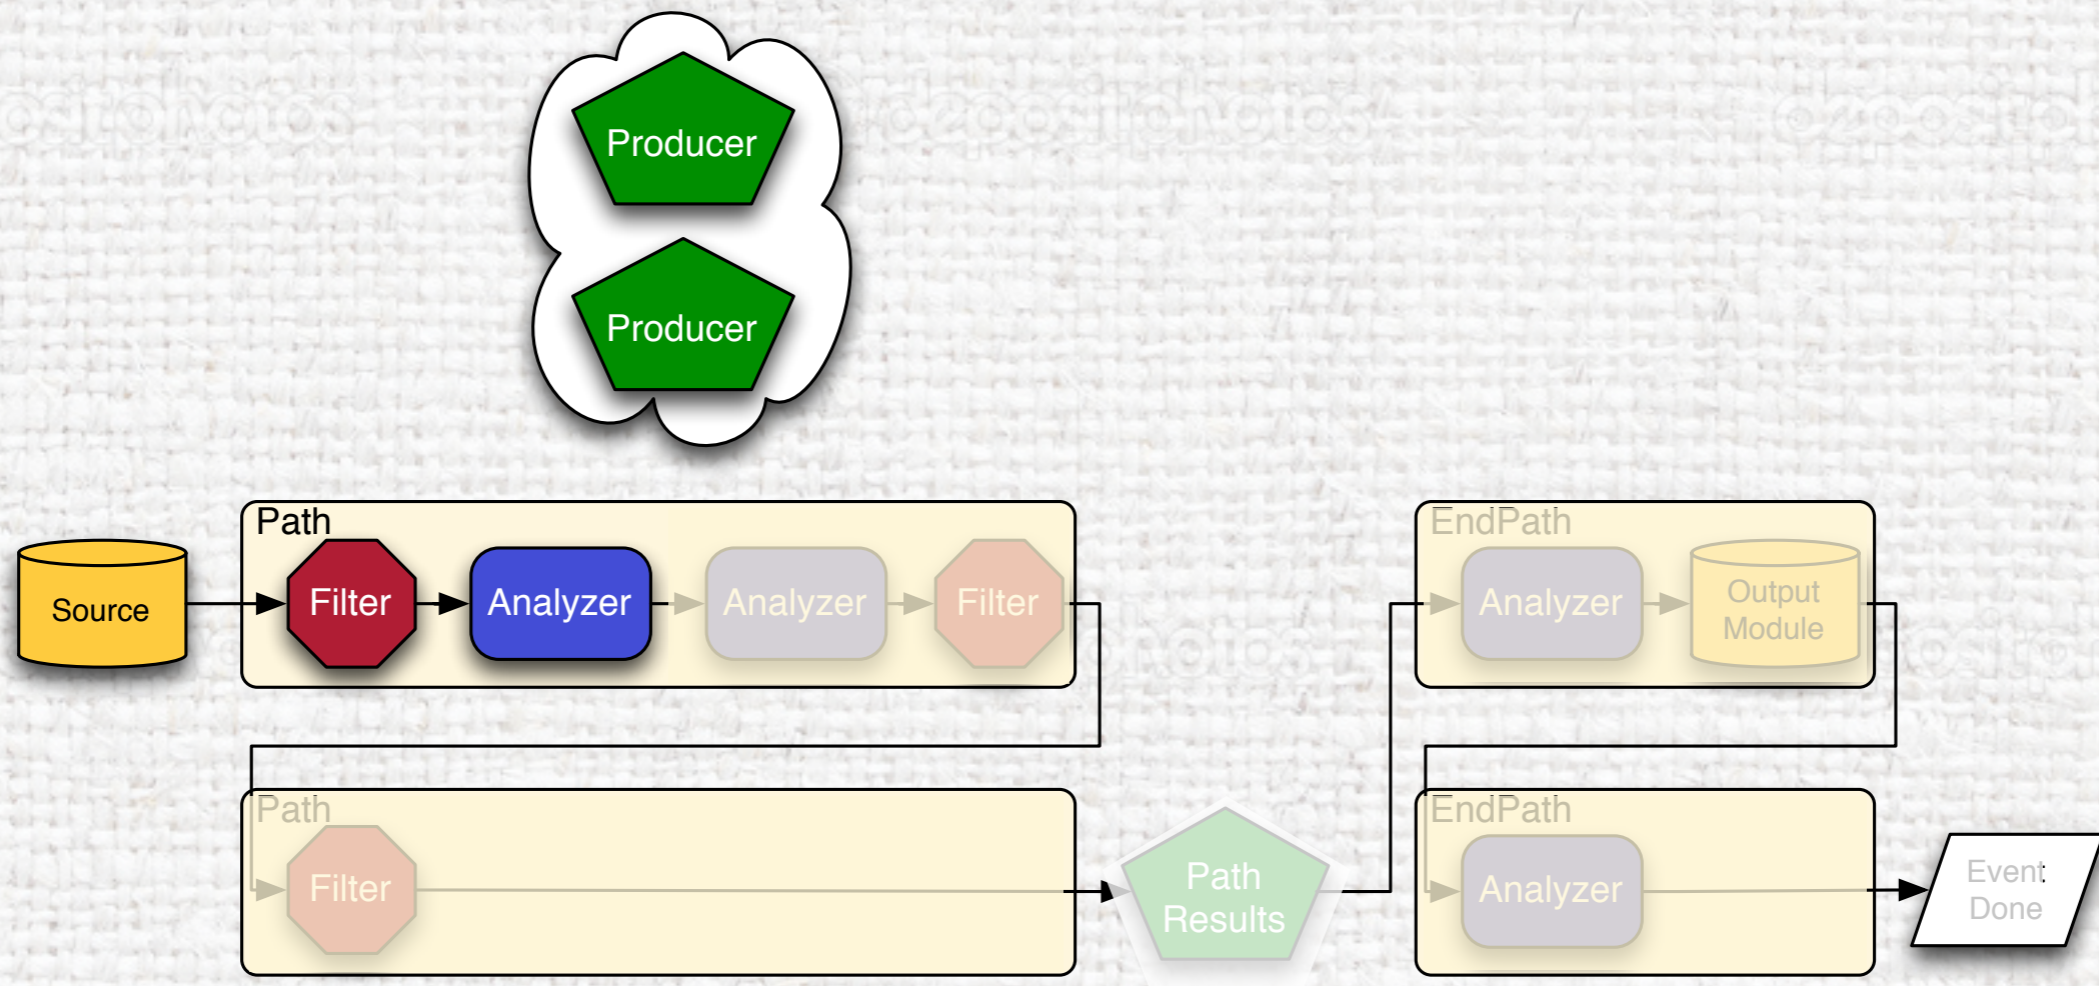 Producer
Producer
Path
Source
Filter
Analyzer
Analyzer
Filter
EndPath
Analyzer
Output
Module
Path
Filter
Path
Results
EndPath
Analyzer
Event
Done